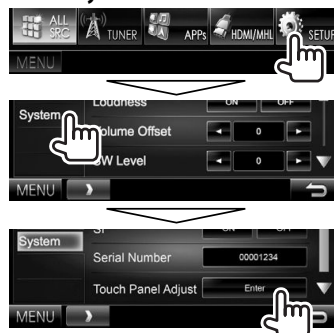 ALL SRC TUNER APPs HDMI/MHL SETUP
MENU
Loudness ON OFF
System
Volume Offset 0
SW Level 0
MENU
SI ON OFF
System
Serial Number 00001234
Touch Panel Adjust Enter
MENU